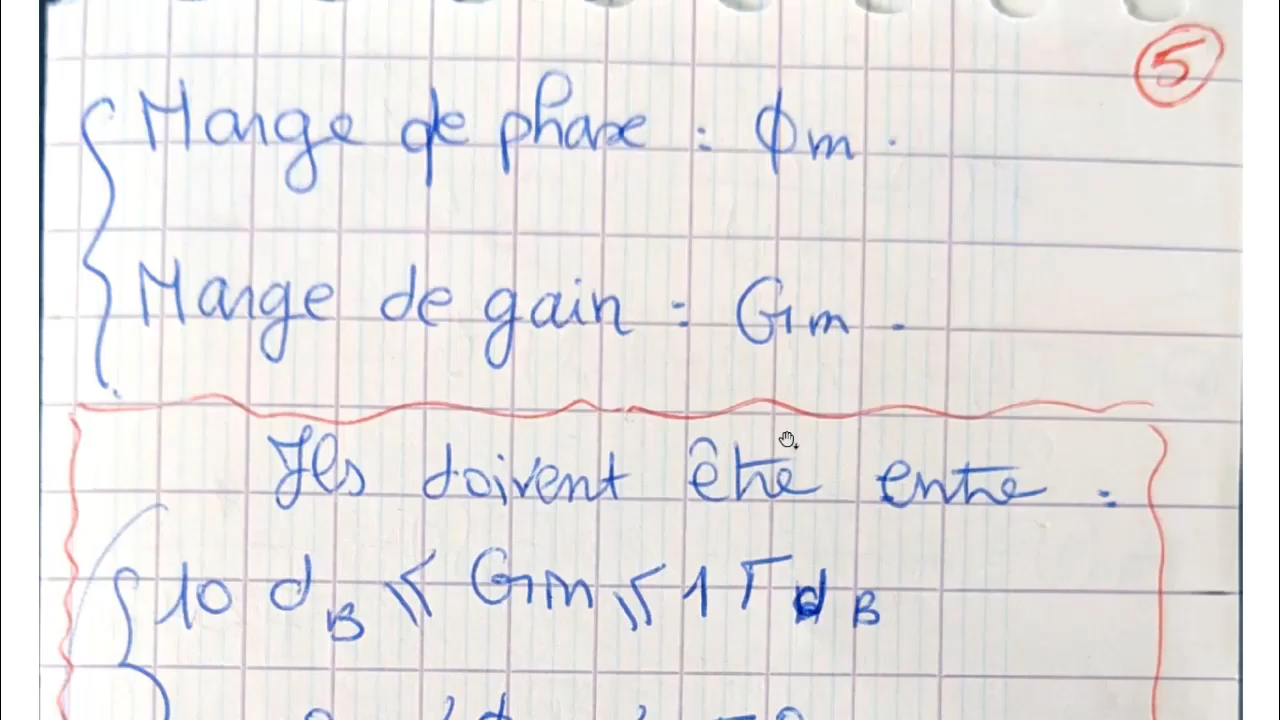 5
Marge de phase : ϕm.
Marge de gain : Gm.
Ils doivent être entre :
10 dB ⩽ Gm ⩽ 15 dB